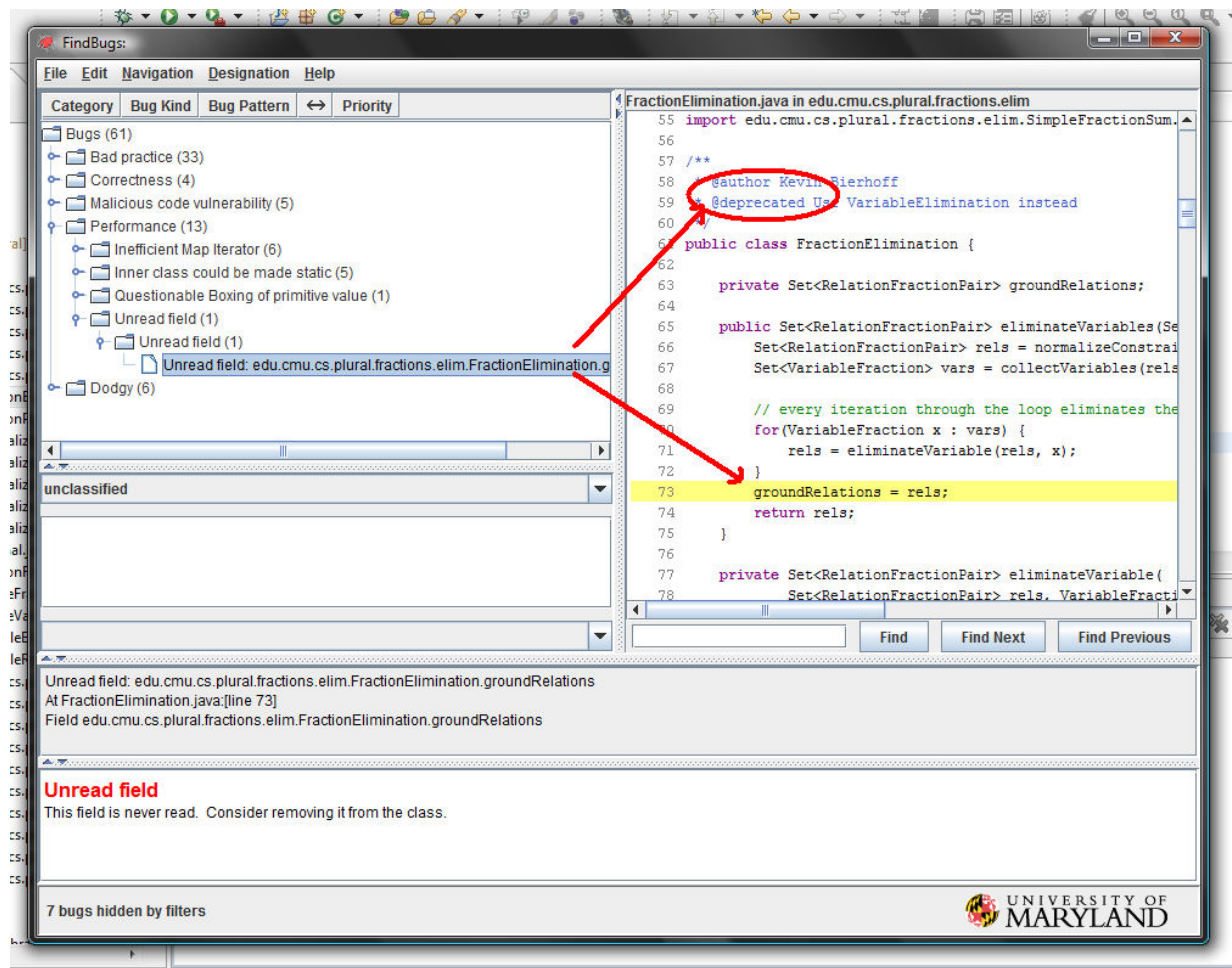 FindBugs:
File Edit Navigation Designation Help
Category Bug Kind Bug Pattern ↔ Priority
Bugs (61)
Bad practice (33)
Correctness (4)
Malicious code vulnerability (5)
Performance (13)
Inefficient Map Iterator (6)
Inner class could be made static (5)
Questionable Boxing of primitive value (1)
Unread field (1)
Unread field (1)
Unread field: edu.cmu.cs.plural.fractions.elim.FractionElimination.g
Dodgy (6)
unclassified
FractionElimination.java in edu.cmu.cs.plural.fractions.elim
55 import edu.cmu.cs.plural.fractions.elim.SimpleFractionSum.
56
57 /**
58 * @author Kevin Bierhoff
59 * @deprecated Use VariableElimination instead
60 */
61 public class FractionElimination {
62
63 private Set<RelationFractionPair> groundRelations;
64
65 public Set<RelationFractionPair> eliminateVariables(Se
66 Set<RelationFractionPair> rels = normalizeConstrai
67 Set<VariableFraction> vars = collectVariables(rels
68
69 // every iteration through the loop eliminates the
70 for(VariableFraction x : vars) {
71 rels = eliminateVariable(rels, x);
72 }
73 groundRelations = rels;
74 return rels;
75 }
76
77 private Set<RelationFractionPair> eliminateVariable(
78 Set<RelationFractionPair> rels, VariableFracti
Find Find Next Find Previous
Unread field: edu.cmu.cs.plural.fractions.elim.FractionElimination.groundRelations
At FractionElimination.java:[line 73]
Field edu.cmu.cs.plural.fractions.elim.FractionElimination.groundRelations
Unread field
This field is never read. Consider removing it from the class.
7 bugs hidden by filters
UNIVERSITY OF
MARYLAND